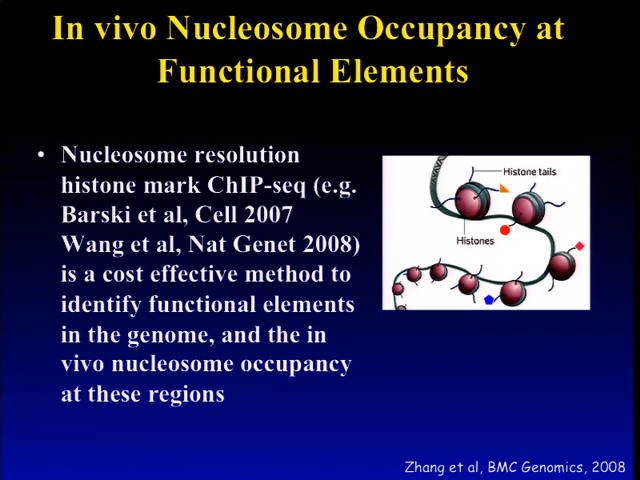 In vivo Nucleosome Occupancy at
Functional Elements
• Nucleosome resolution
histone mark ChIP-seq (e.g.
Barski et al, Cell 2007
Wang et al, Nat Genet 2008)
is a cost effective method to
identify functional elements
in the genome, and the in
vivo nucleosome occupancy
at these regions
Histone tails
Histones
Zhang et al, BMC Genomics, 2008